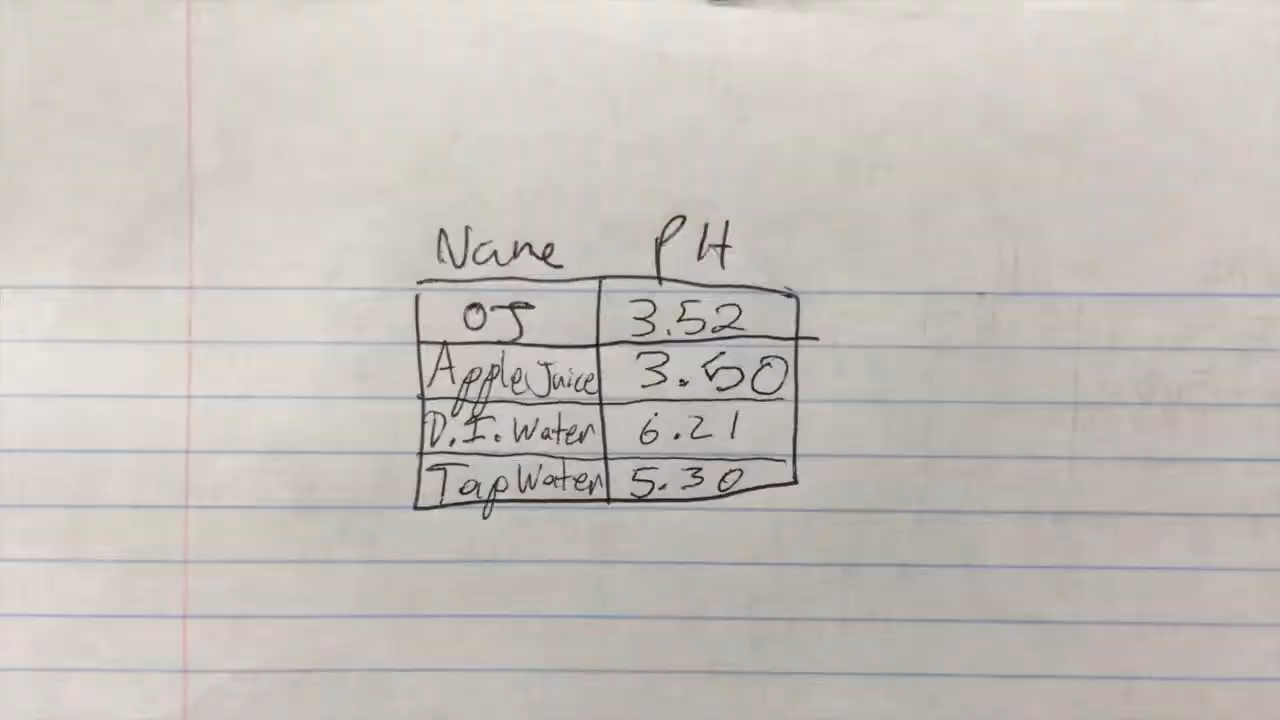 Name PH
OJ 3.52
Apple Juice 3.50
D.I. Water 6.21
Tap Water 5.30